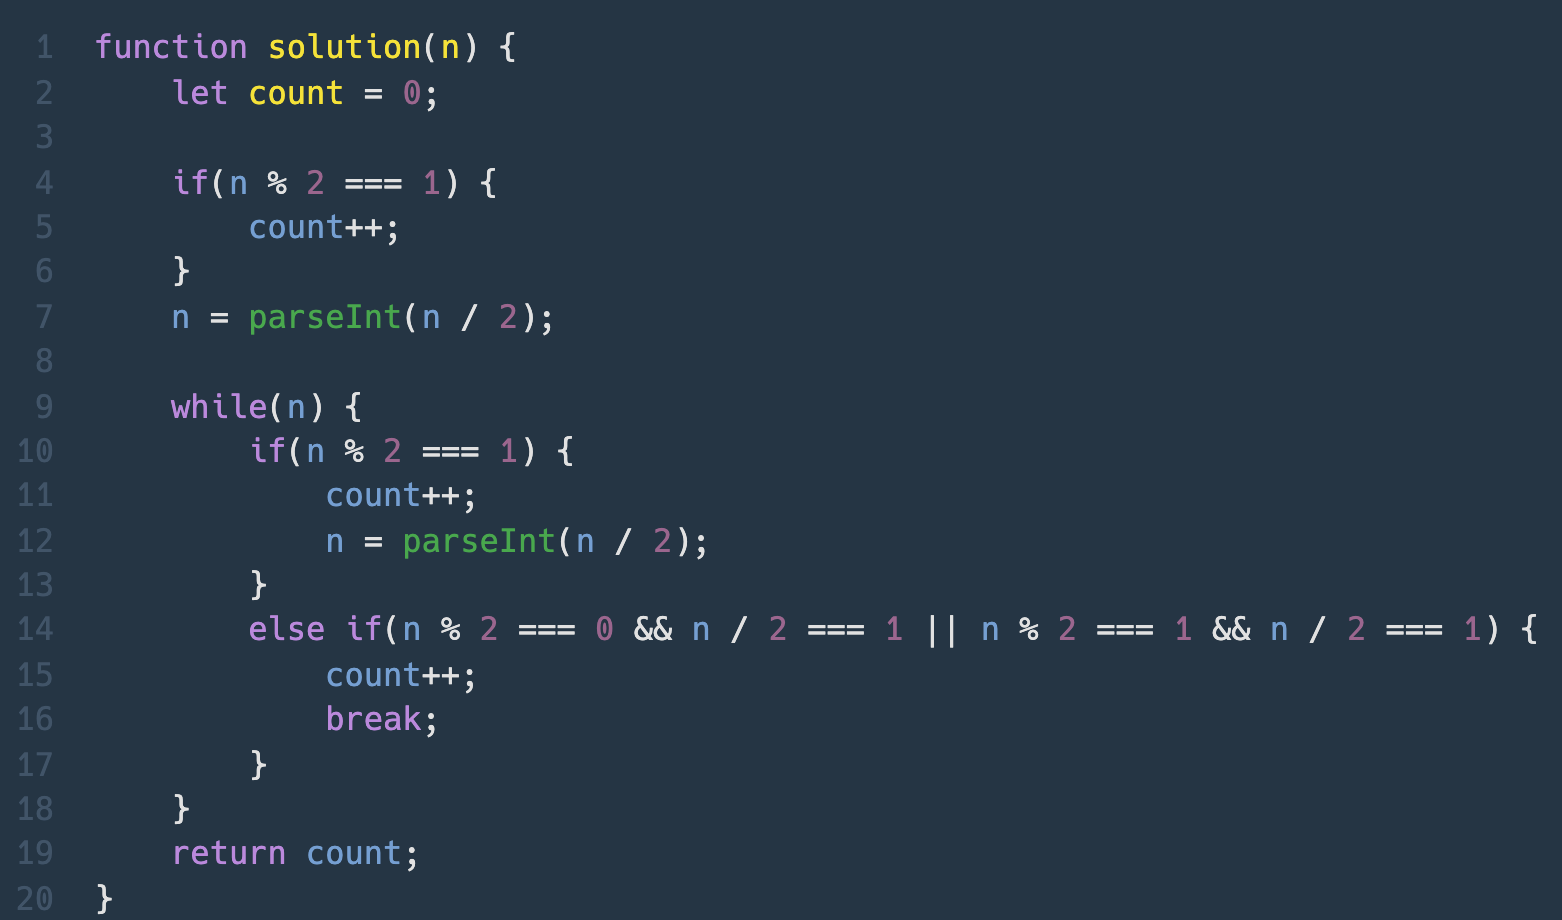 1 function solution(n) {
2 let count = 0;
3
4 if(n % 2 === 1) {
5 count++;
6 }
7 n = parseInt(n / 2);
8
9 while(n) {
10 if(n % 2 === 1) {
11 count++;
12 n = parseInt(n / 2);
13 }
14 else if(n % 2 === 0 && n / 2 === 1 || n % 2 === 1 && n / 2 === 1) {
15 count++;
16 break;
17 }
18 }
19 return count;
20 }